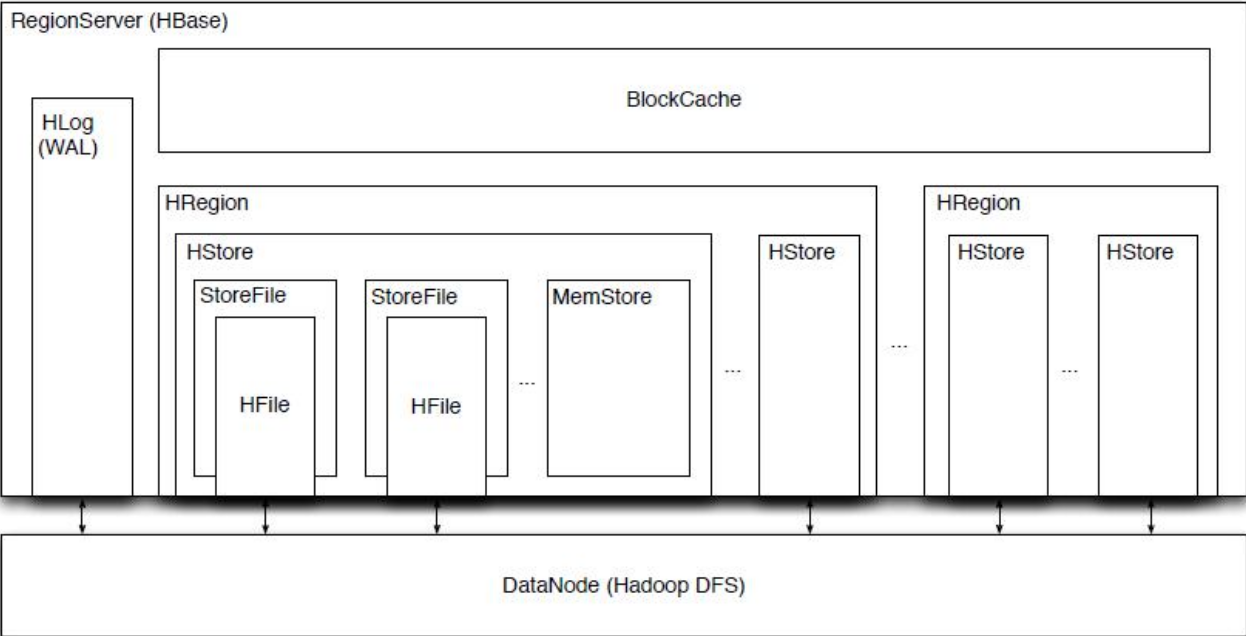 RegionServer (HBase)
BlockCache
HLog
(WAL)
HRegion
HRegion
HStore
HStore
HStore
HStore
StoreFile
StoreFile
MemStore
...
...
...
...
HFile
HFile
DataNode (Hadoop DFS)